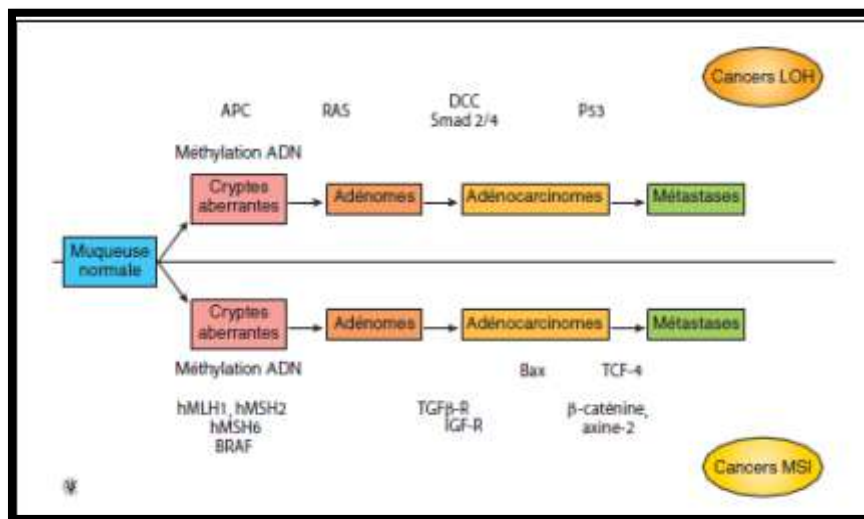 Cancers LOH
APC RAS DCC P53
Smad 2/4
Méthylation ADN
Cryptes
aberrantes
Adénomes
Adénocarcinomes
Métastases
Muqueuse
normale
Cryptes
aberrantes
Adénomes
Adénocarcinomes
Métastases
Méthylation ADN
Bax TCF-4
hMLH1, hMSH2
hMSH6
BRAF
TGFβ-R
IGF-R
β-caténine,
axine-2
Cancers MSI